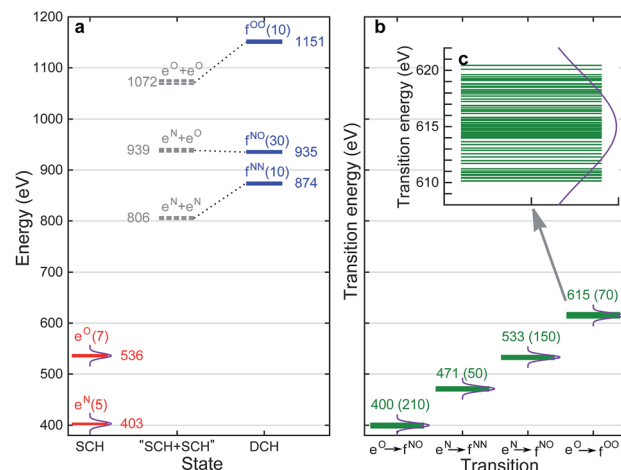 a
1200
1100
1000
900
800
700
600
500
400
Energy (eV)
f^OO(10)
1151
e^O+e^O
1072
e^N+e^O
939
f^NO(30)
935
f^NN(10)
874
e^N+e^N
806
e^O(7)
536
e^N(5)
403
SCH
"SCH+SCH"
DCH
State
b
Transition energy (eV)
c
620
615
610
Transition energy (eV)
615 (70)
533 (150)
471 (50)
400 (210)
e^O→f^NO
e^N→f^NN
e^N→f^NO
e^O→f^OO
Transition